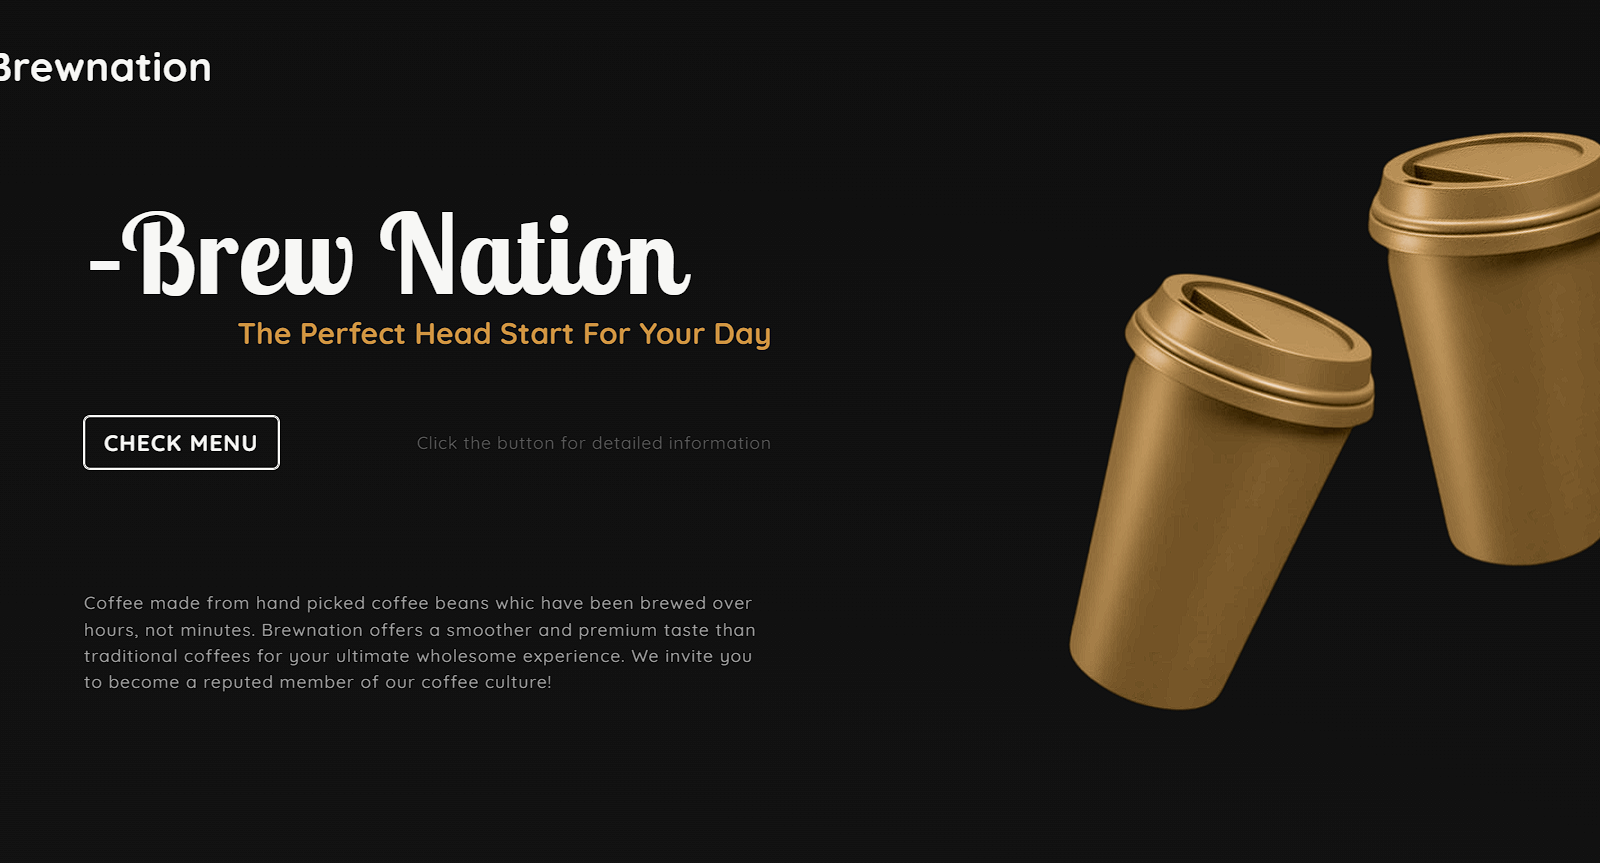 Brewnation
-Brew Nation
The Perfect Head Start For Your Day
CHECK MENU
Click the button for detailed information
Coffee made from hand picked coffee beans whic have been brewed over
hours, not minutes. Brewnation offers a smoother and premium taste than
traditional coffees for your ultimate wholesome experience. We invite you
to become a reputed member of our coffee culture!